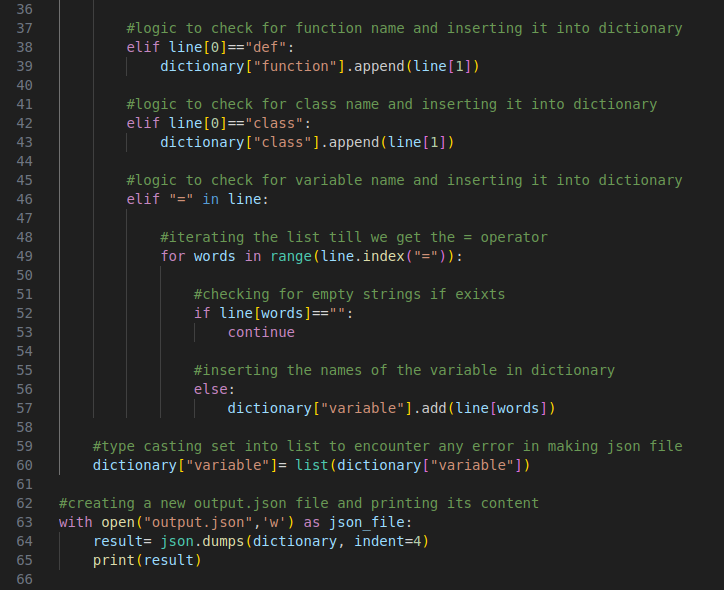 36
37 #logic to check for function name and inserting it into dictionary
38 elif line[0]=="def":
39 dictionary["function"].append(line[1])
40
41 #logic to check for class name and inserting it into dictionary
42 elif line[0]=="class":
43 dictionary["class"].append(line[1])
44
45 #logic to check for variable name and inserting it into dictionary
46 elif "=" in line:
47
48 #iterating the list till we get the = operator
49 for words in range(line.index("=")):
50
51 #checking for empty strings if exixts
52 if line[words]=="":
53 continue
54
55 #inserting the names of the variable in dictionary
56 else:
57 dictionary["variable"].add(line[words])
58
59 #type casting set into list to encounter any error in making json file
60 dictionary["variable"]= list(dictionary["variable"])
61
62 #creating a new output.json file and printing its content
63 with open("output.json",'w') as json_file:
64 result= json.dumps(dictionary, indent=4)
65 print(result)
66